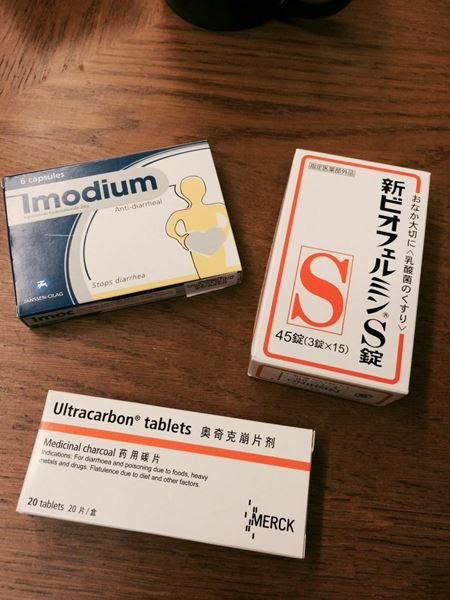 6 capsules
Imodium
Anti-diarrheal
Stops diarrhea
JANSSEN-CILAG
指定医薬部外品
おなか大切に〈乳酸菌のくすり〉
新ビオフェルミン®S錠
S
45錠(3錠×15)
Ultracarbon® tablets 奥奇克崩片剂
Medicinal charcoal 药用碳片
Indications: For diarrhoea and poisoning due to foods, heavy
metals and drugs. Flatulence due to diet and other factors.
20 tablets 20片/盒
MERCK